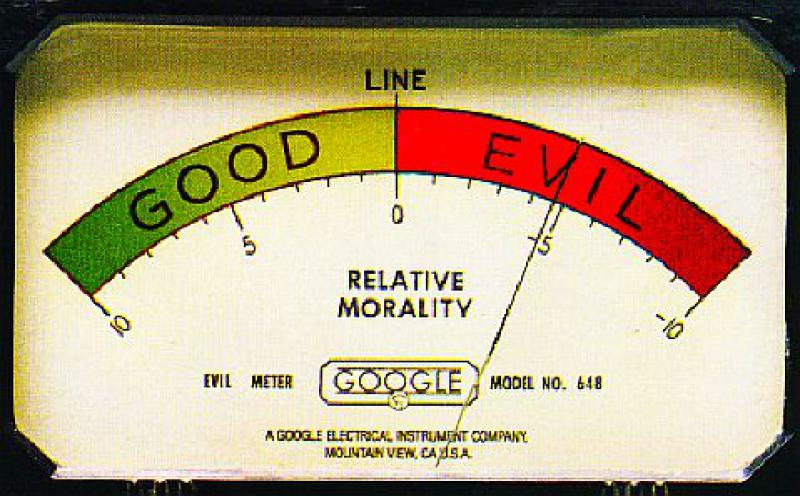 LINE
GOOD EVIL
5 0 -5
10 -10
RELATIVE
MORALITY
EVIL METER GOOGLE MODEL NO. 648
A GOOGLE ELECTRICAL INSTRUMENT COMPANY.
MOUNTAIN VIEW, CA U.S.A.